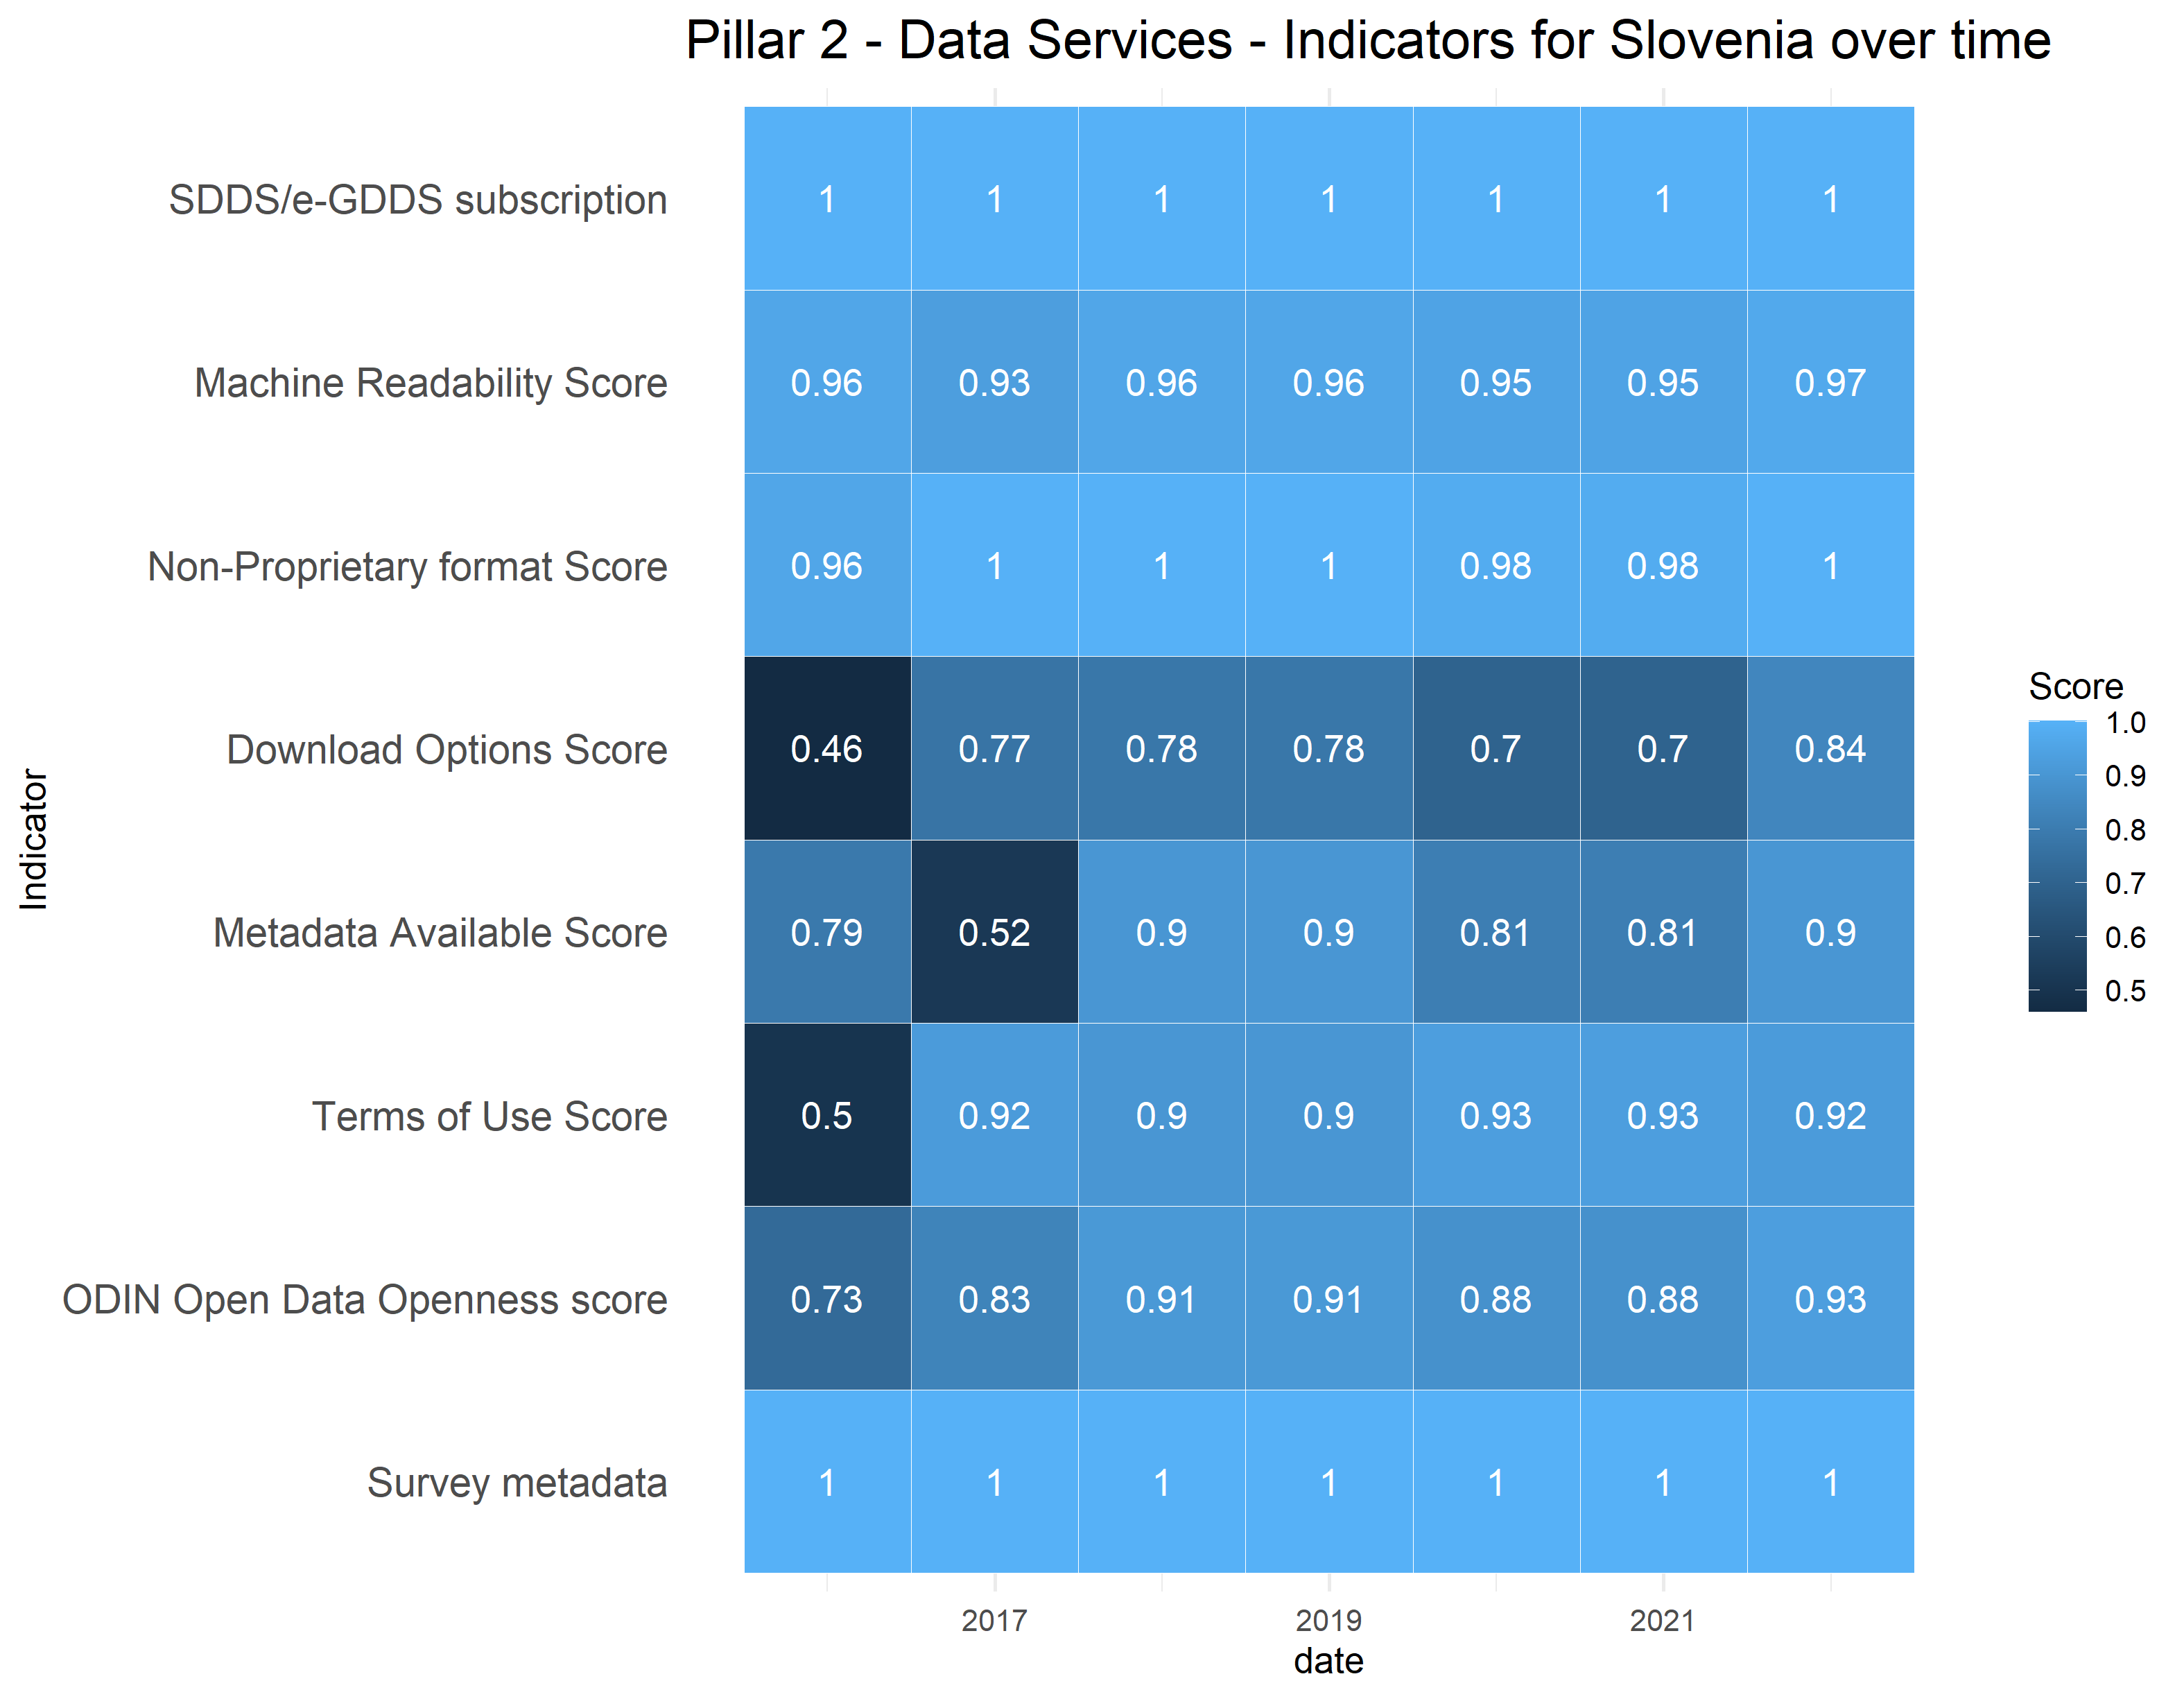 Pillar 2 - Data Services - Indicators for Slovenia over time
SDDS/e-GDDS subscription 1 1 1 1 1 1 1
Machine Readability Score 0.96 0.93 0.96 0.96 0.95 0.95 0.97
Non-Proprietary format Score 0.96 1 1 1 0.98 0.98 1
Download Options Score 0.46 0.77 0.78 0.78 0.7 0.7 0.84
Metadata Available Score 0.79 0.52 0.9 0.9 0.81 0.81 0.9
Terms of Use Score 0.5 0.92 0.9 0.9 0.93 0.93 0.92
ODIN Open Data Openness score 0.73 0.83 0.91 0.91 0.88 0.88 0.93
Survey metadata 1 1 1 1 1 1 1
2017 2019 2021
date
Indicator
Score
1.0
0.9
0.8
0.7
0.6
0.5